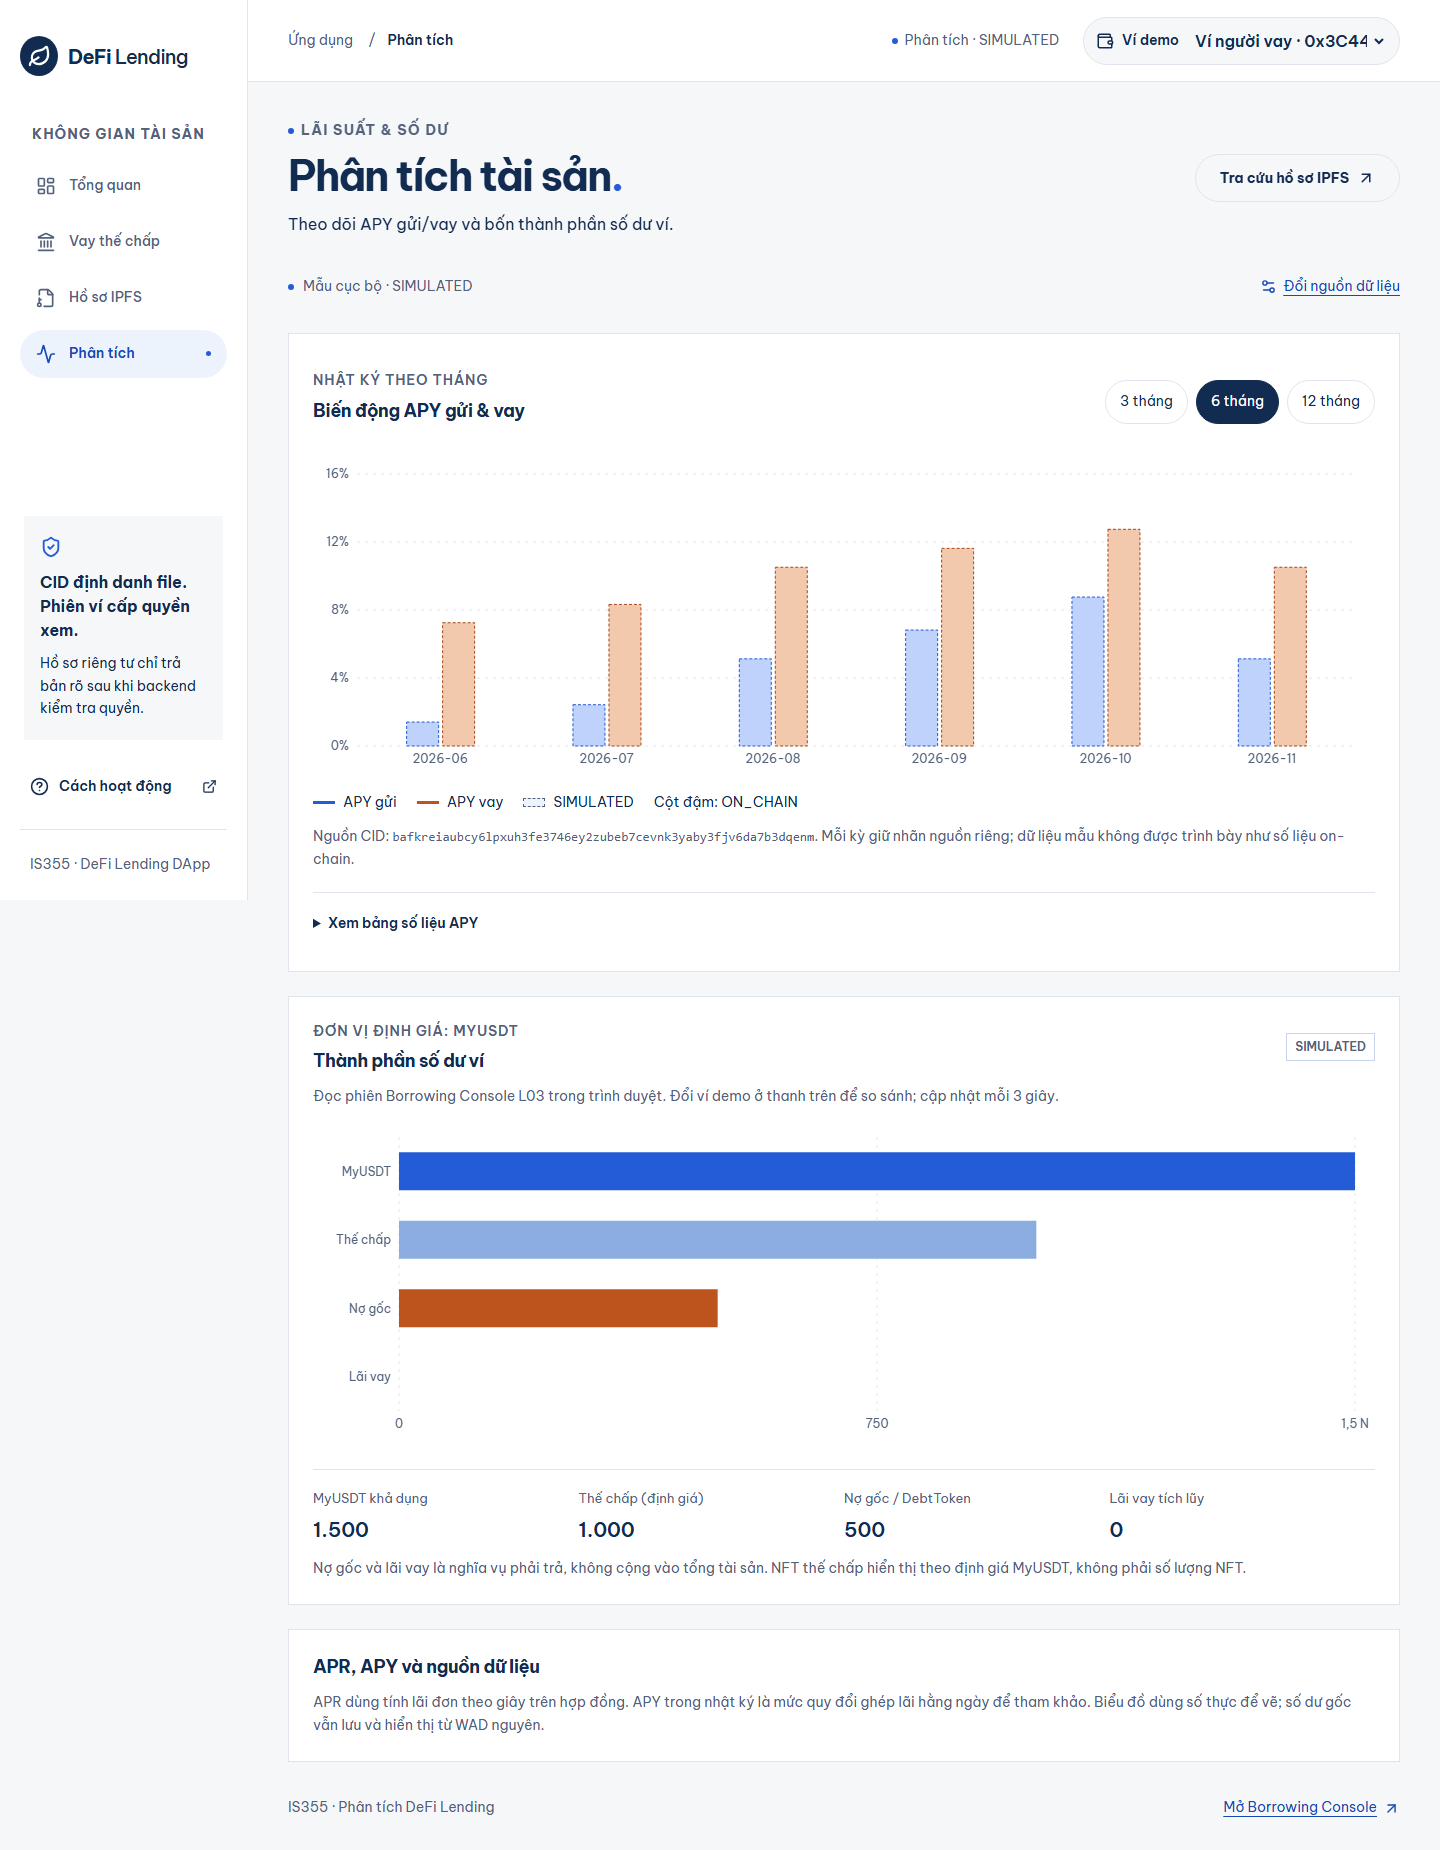 DeFi Lending
KHÔNG GIAN TÀI SẢN
Tổng quan
Vay thế chấp
Hồ sơ IPFS
Phân tích
CID định danh file.
Phiên ví cấp quyền
xem.
Hồ sơ riêng tư chỉ trả
bản rõ sau khi backend
kiểm tra quyền.
Cách hoạt động
IS355 · DeFi Lending DApp
Ứng dụng / Phân tích
Phân tích · SIMULATED
Ví demo Ví người vay · 0x3C44
LÃI SUẤT & SỐ DƯ
Phân tích tài sản.
Theo dõi APY gửi/vay và bốn thành phần số dư ví.
Tra cứu hồ sơ IPFS
Mẫu cục bộ · SIMULATED
Đổi nguồn dữ liệu
NHẬT KÝ THEO THÁNG
Biến động APY gửi & vay
3 tháng 6 tháng 12 tháng
16%
12%
8%
4%
0%
2026-06 2026-07 2026-08 2026-09 2026-10 2026-11
APY gửi APY vay SIMULATED Cột đậm: ON_CHAIN
Nguồn CID: bafkreiaubcy6lpxuh3fe3746ey2zubeb7cevnk3yaby3fjv6da7b3dqenm. Mỗi kỳ giữ nhãn nguồn riêng; dữ liệu mẫu không được trình bày như số liệu on-
chain.
Xem bảng số liệu APY
ĐƠN VỊ ĐỊNH GIÁ: MYUSDT
Thành phần số dư ví
SIMULATED
Đọc phiên Borrowing Console L03 trong trình duyệt. Đổi ví demo ở thanh trên để so sánh; cập nhật mỗi 3 giây.
MyUSDT
Thế chấp
Nợ gốc
Lãi vay
0 750 1,5 N
MyUSDT khả dụng Thế chấp (định giá) Nợ gốc / DebtToken Lãi vay tích lũy
1.500 1.000 500 0
Nợ gốc và lãi vay là nghĩa vụ phải trả, không cộng vào tổng tài sản. NFT thế chấp hiển thị theo định giá MyUSDT, không phải số lượng NFT.
APR, APY và nguồn dữ liệu
APR dùng tính lãi đơn theo giây trên hợp đồng. APY trong nhật ký là mức quy đổi ghép lãi hằng ngày để tham khảo. Biểu đồ dùng số thực để vẽ; số dư gốc
vẫn lưu và hiển thị từ WAD nguyên.
IS355 · Phân tích DeFi Lending
Mở Borrowing Console